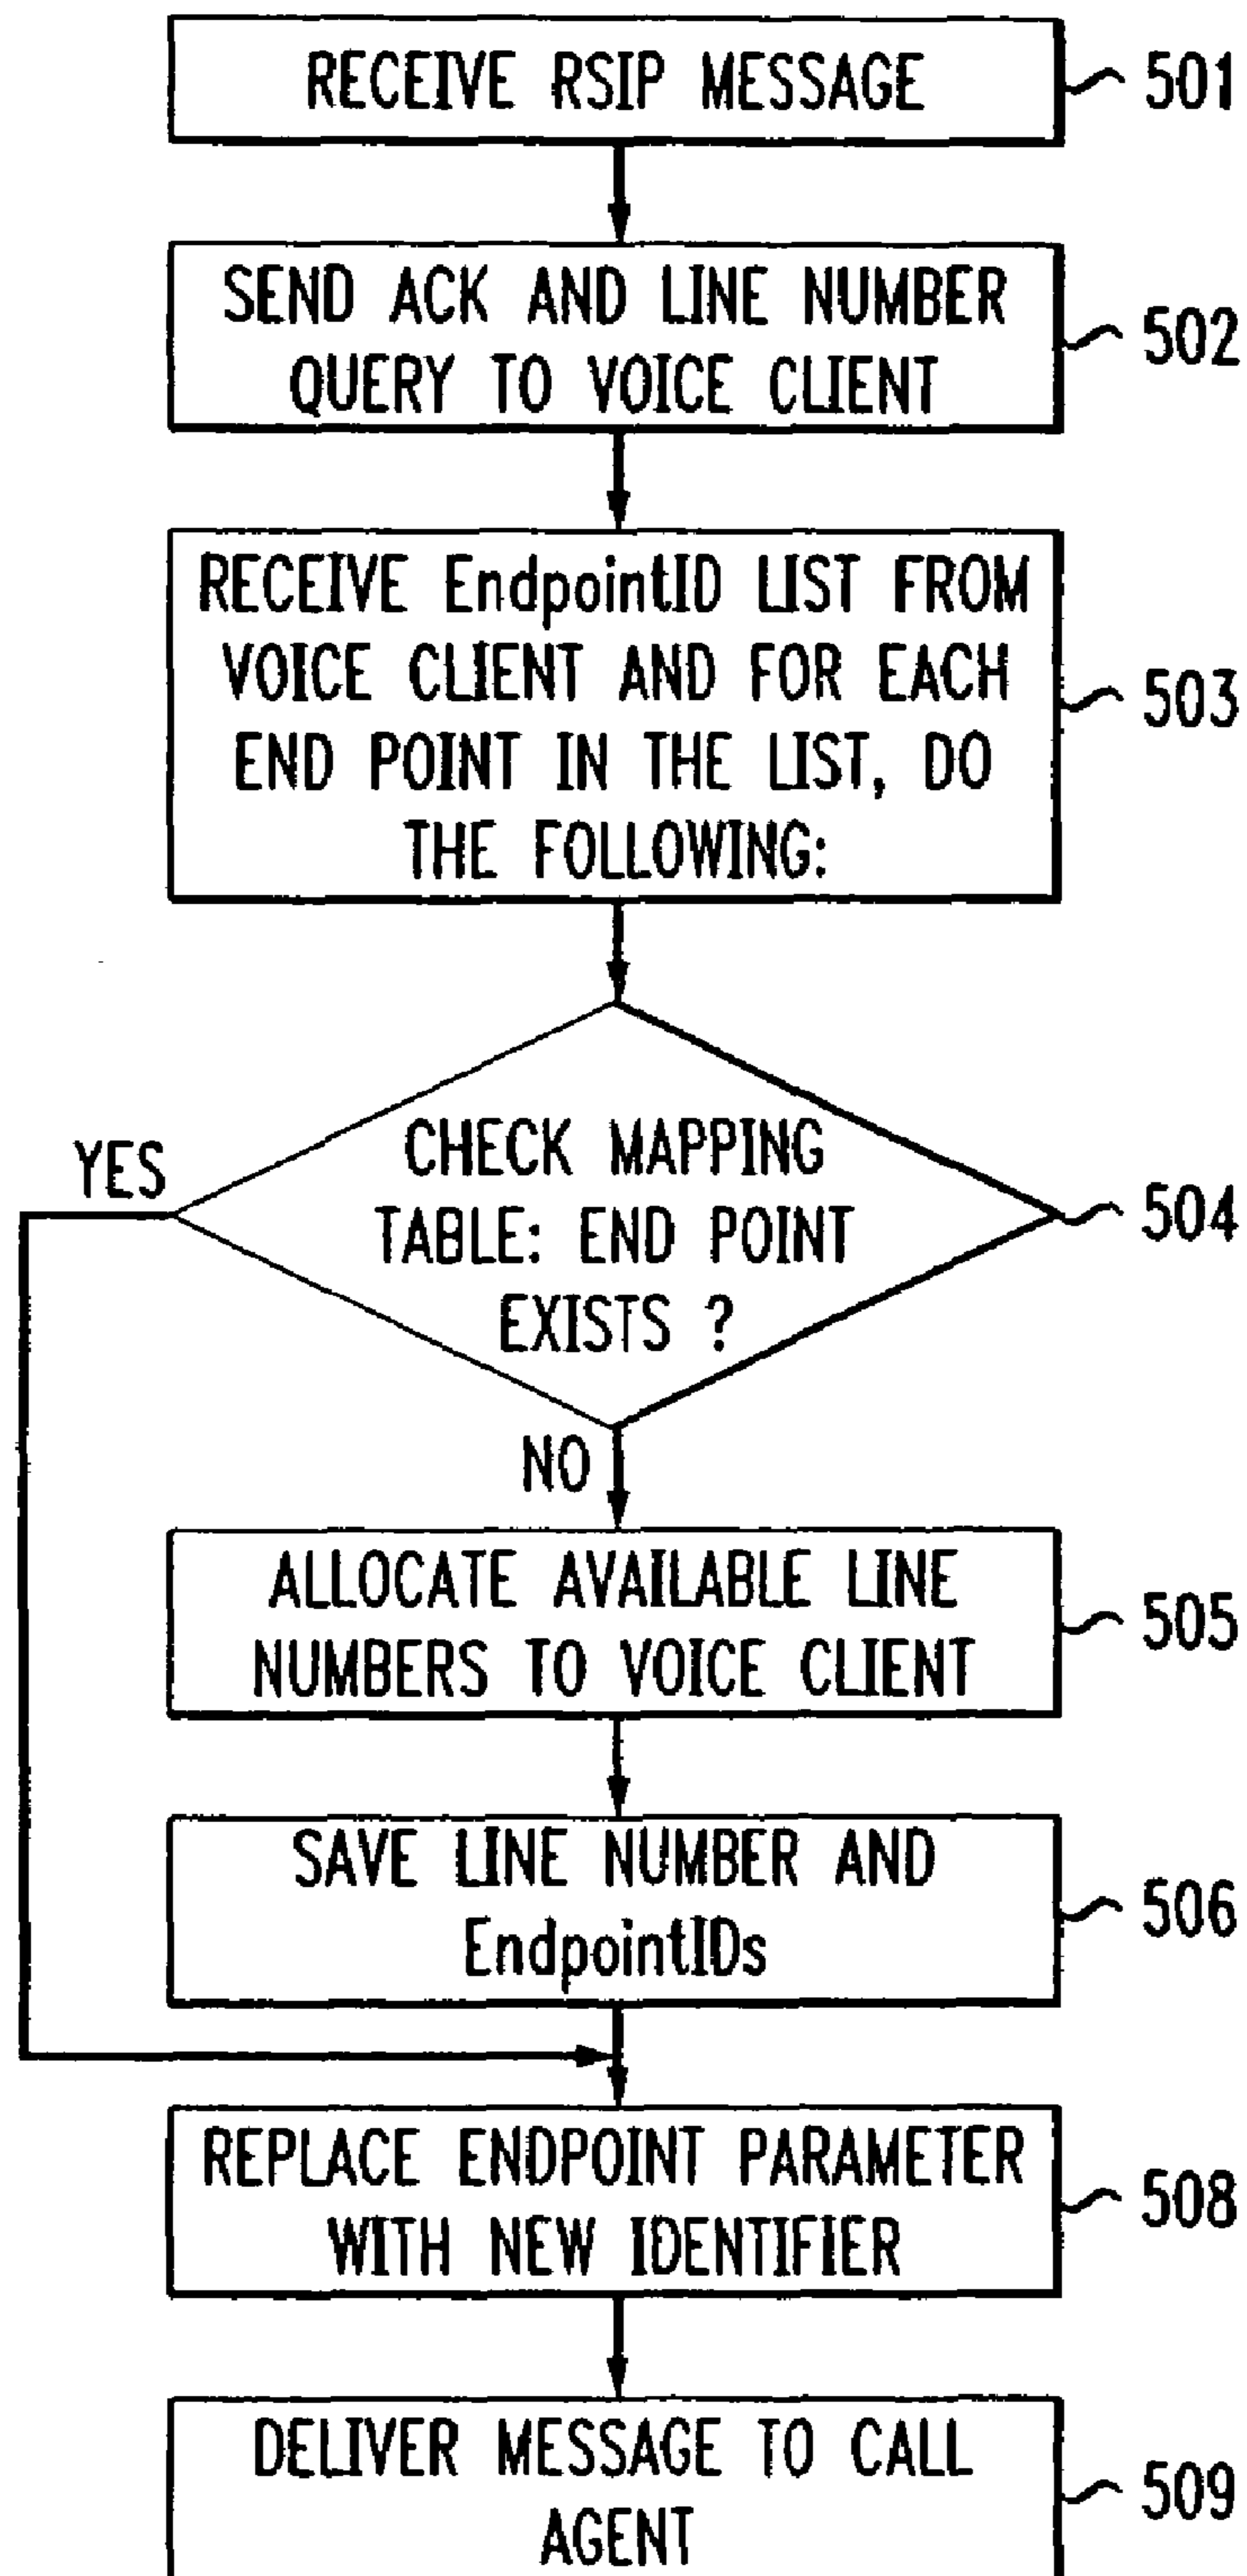 RECEIVE RSIP MESSAGE
501
SEND ACK AND LINE NUMBER
QUERY TO VOICE CLIENT
502
RECEIVE EndpointID LIST FROM
VOICE CLIENT AND FOR EACH
END POINT IN THE LIST, DO
THE FOLLOWING:
503
YES
CHECK MAPPING
TABLE: END POINT
EXISTS ?
504
NO
ALLOCATE AVAILABLE LINE
NUMBERS TO VOICE CLIENT
505
SAVE LINE NUMBER AND
EndpointIDs
506
REPLACE ENDPOINT PARAMETER
WITH NEW IDENTIFIER
508
DELIVER MESSAGE TO CALL
AGENT
509